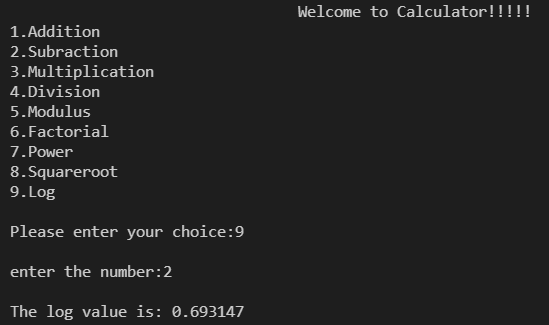 Welcome to Calculator!!!!!
1.Addition
2.Subraction
3.Multiplication
4.Division
5.Modulus
6.Factorial
7.Power
8.Squareroot
9.Log
Please enter your choice:9
enter the number:2
The log value is: 0.693147